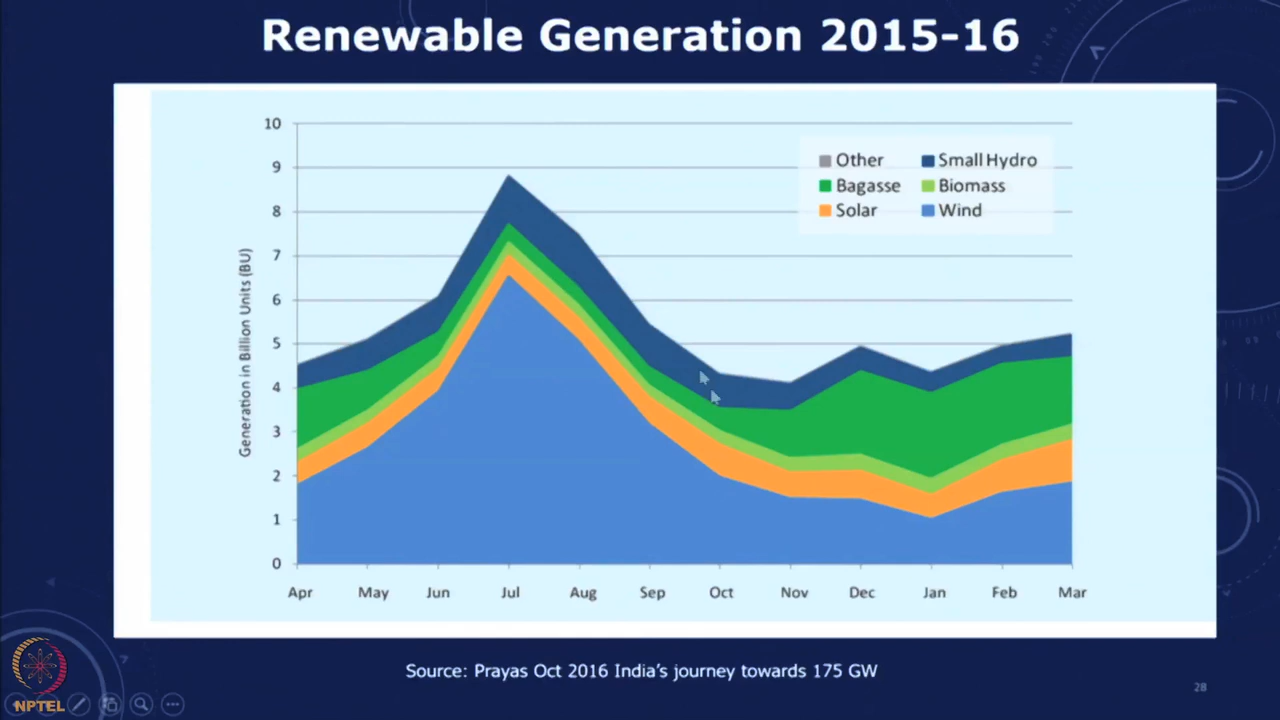 Renewable Generation 2015-16
Generation in Billion Units (BU)
10
9
8
7
6
5
4
3
2
1
0
Other
Small Hydro
Bagasse
Biomass
Solar
Wind
Apr May Jun Jul Aug Sep Oct Nov Dec Jan Feb Mar
Source: Prayas Oct 2016 India's journey towards 175 GW
28
NPTEL